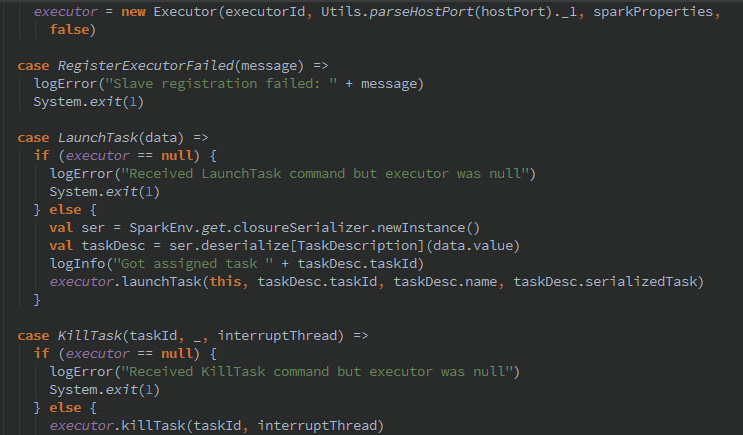 executor = new Executor(executorId, Utils.parseHostPort(hostPort)._1, sparkProperties,
  false)
case RegisterExecutorFailed(message) =>
  logError("Slave registration failed: " + message)
  System.exit(1)
case LaunchTask(data) =>
  if (executor == null) {
    logError("Received LaunchTask command but executor was null")
    System.exit(1)
  } else {
    val ser = SparkEnv.get.closureSerializer.newInstance()
    val taskDesc = ser.deserialize[TaskDescription](data.value)
    logInfo("Got assigned task " + taskDesc.taskId)
    executor.launchTask(this, taskDesc.taskId, taskDesc.name, taskDesc.serializedTask)
  }
case KillTask(taskId, _, interruptThread) =>
  if (executor == null) {
    logError("Received KillTask command but executor was null")
    System.exit(1)
  } else {
    executor.killTask(taskId, interruptThread)